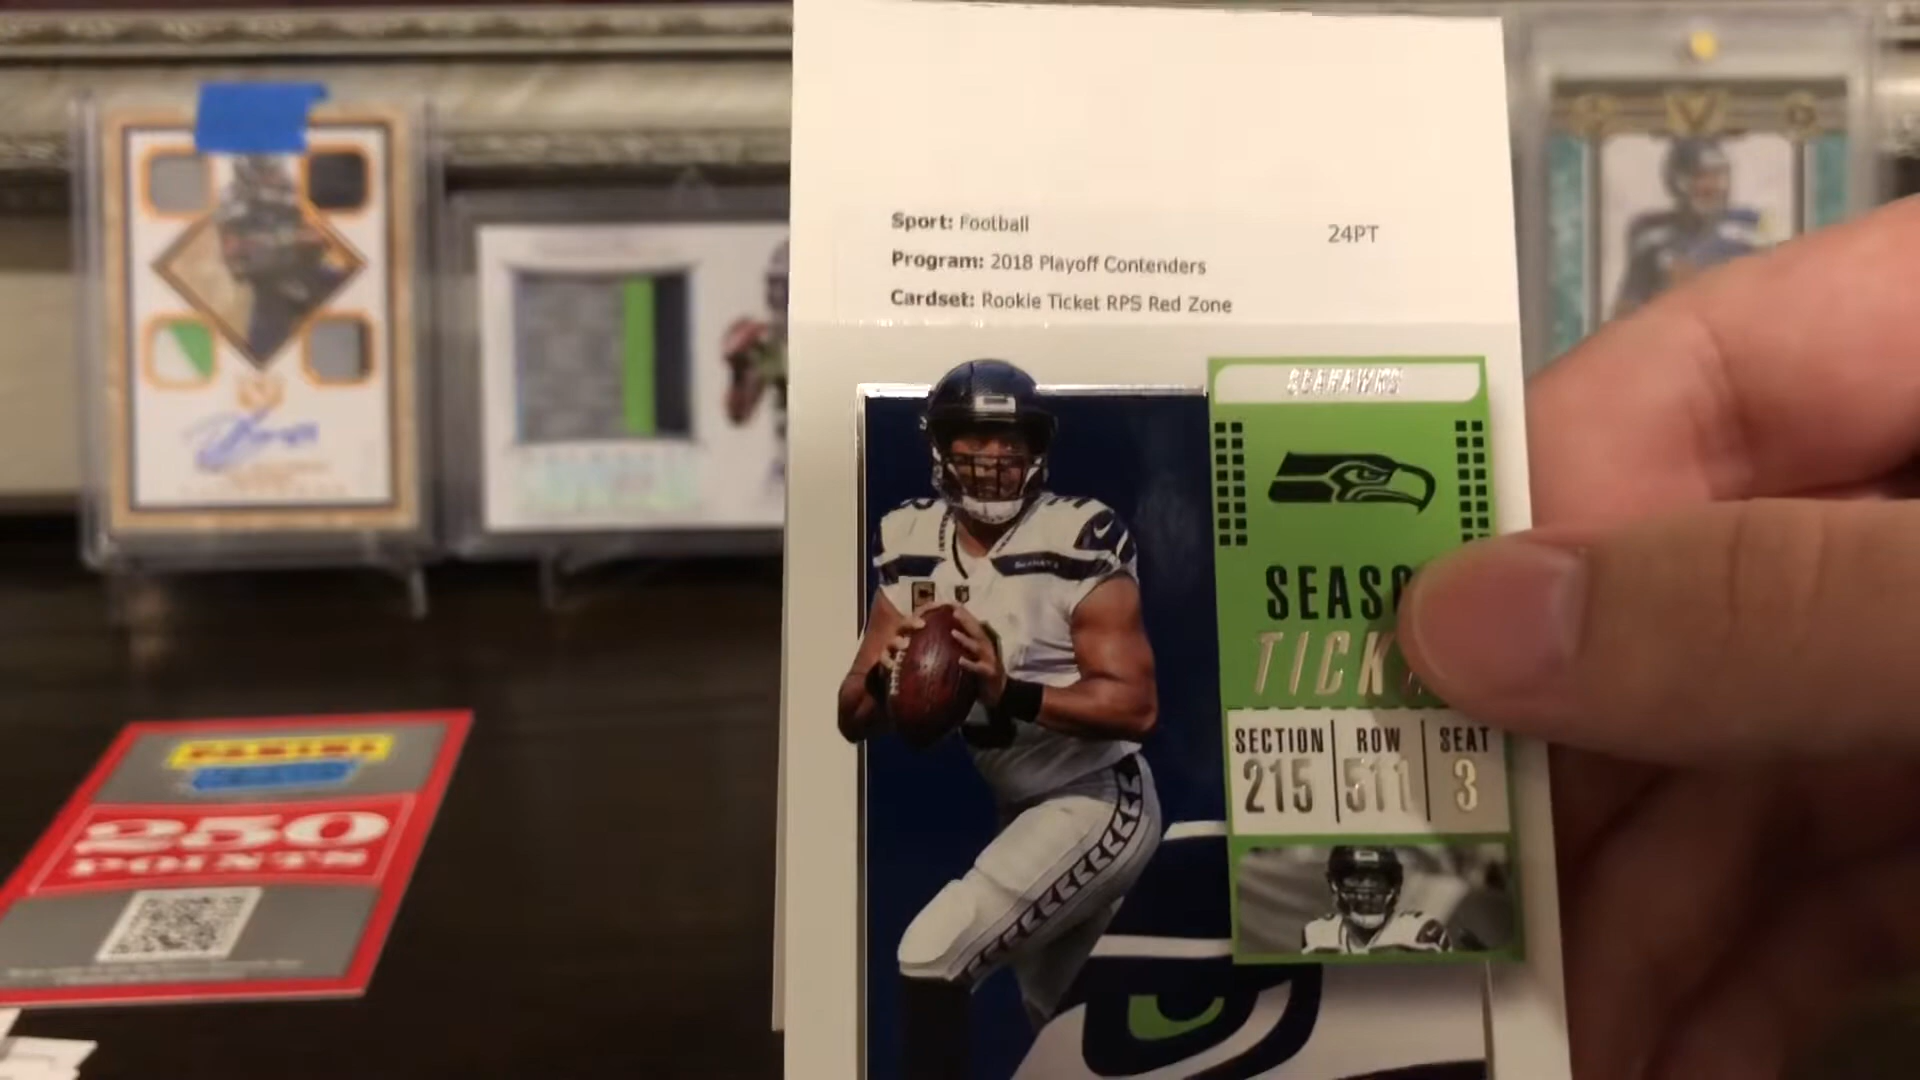 Sport: Football
24PT
Program: 2018 Playoff Contenders
Cardset: Rookie Ticket RPS Red Zone
SEAHAWKS
SEASO
TICK
SECTION ROW SEAT
215 511 3
PANINI
250
POINTS